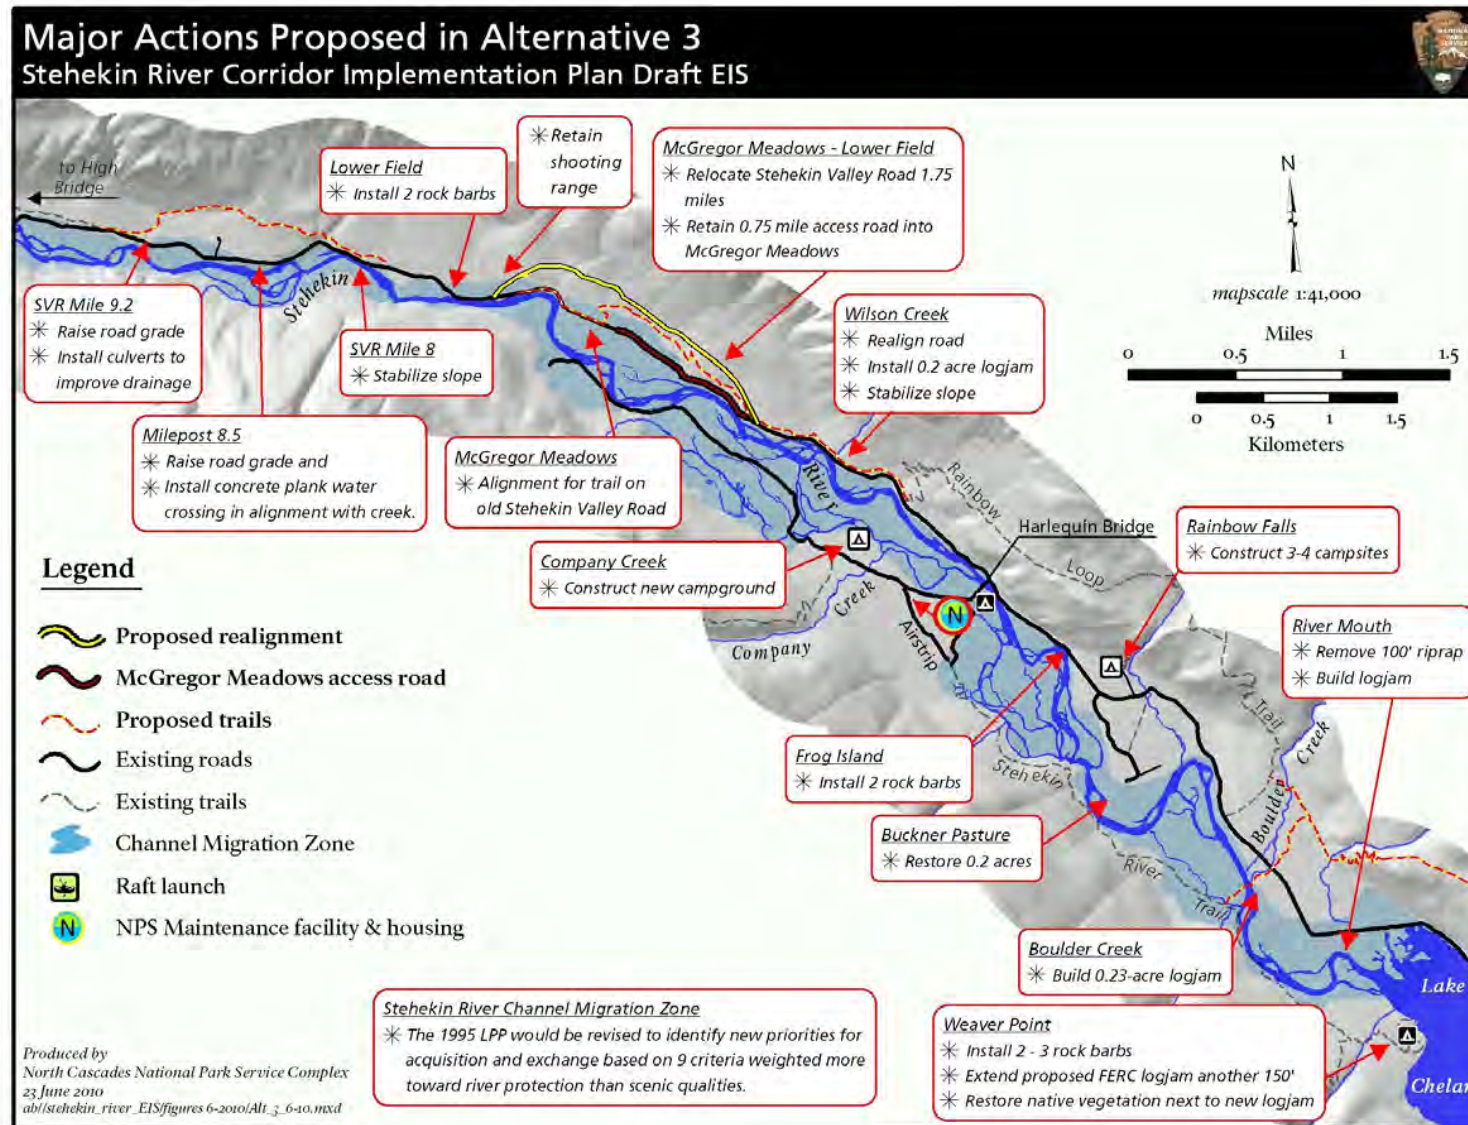 Major Actions Proposed in Alternative 3
Stehekin River Corridor Implementation Plan Draft EIS
to High
Bridge
Lower Field
✳ Install 2 rock barbs
✳ Retain
shooting
range
McGregor Meadows - Lower Field
✳ Relocate Stehekin Valley Road 1.75
miles
✳ Retain 0.75 mile access road into
McGregor Meadows
N
mapscale 1:41,000
Miles
0 0.5 1 1.5
0 0.5 1 1.5
Kilometers
SVR Mile 9.2
✳ Raise road grade
✳ Install culverts to
improve drainage
Stehekin
SVR Mile 8
✳ Stabilize slope
Wilson Creek
✳ Realign road
✳ Install 0.2 acre logjam
✳ Stabilize slope
Milepost 8.5
✳ Raise road grade and
✳ Install concrete plank water
crossing in alignment with creek.
McGregor Meadows
✳ Alignment for trail on
old Stehekin Valley Road
River
Rainbow
Loop
Trail
Harlequin Bridge
Rainbow Falls
✳ Construct 3-4 campsites
Company Creek
✳ Construct new campground
Company
Creek
Airstrip
N
River Mouth
✳ Remove 100' riprap
✳ Build logjam
Boulder
Creek
Frog Island
✳ Install 2 rock barbs
Stehekin
River
Trail
Buckner Pasture
✳ Restore 0.2 acres
Boulder Creek
✳ Build 0.23-acre logjam
Lake
Chelan
Weaver Point
✳ Install 2 - 3 rock barbs
✳ Extend proposed FERC logjam another 150'
✳ Restore native vegetation next to new logjam
Legend
Proposed realignment
McGregor Meadows access road
Proposed trails
Existing roads
Existing trails
Channel Migration Zone
Raft launch
N NPS Maintenance facility & housing
Stehekin River Channel Migration Zone
✳ The 1995 LPP would be revised to identify new priorities for
acquisition and exchange based on 9 criteria weighted more
toward river protection than scenic qualities.
Produced by
North Cascades National Park Service Complex
23 June 2010
ab//stehekin_river_EIS/figures 6-2010/Alt_3_6-10.mxd